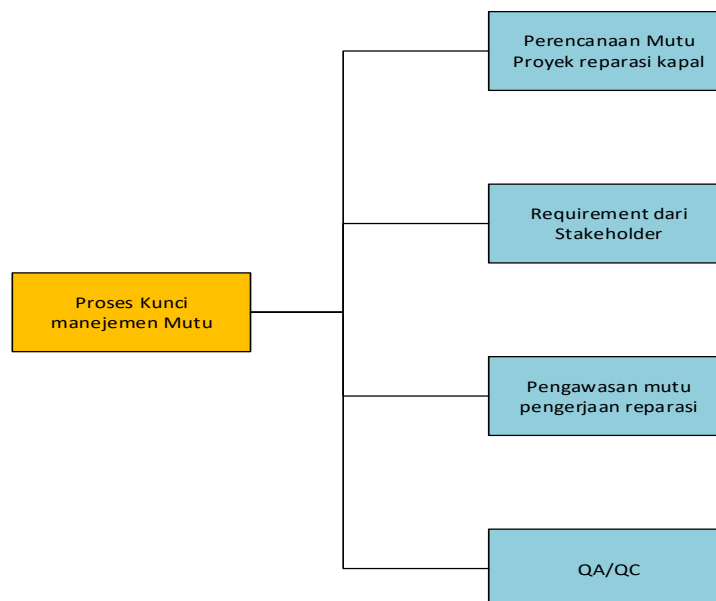 Perencanaan Mutu
Proyek reparasi kapal
Requirement dari
Stakeholder
Proses Kunci
manejemen Mutu
Pengawasan mutu
pengerjaan reparasi
QA/QC